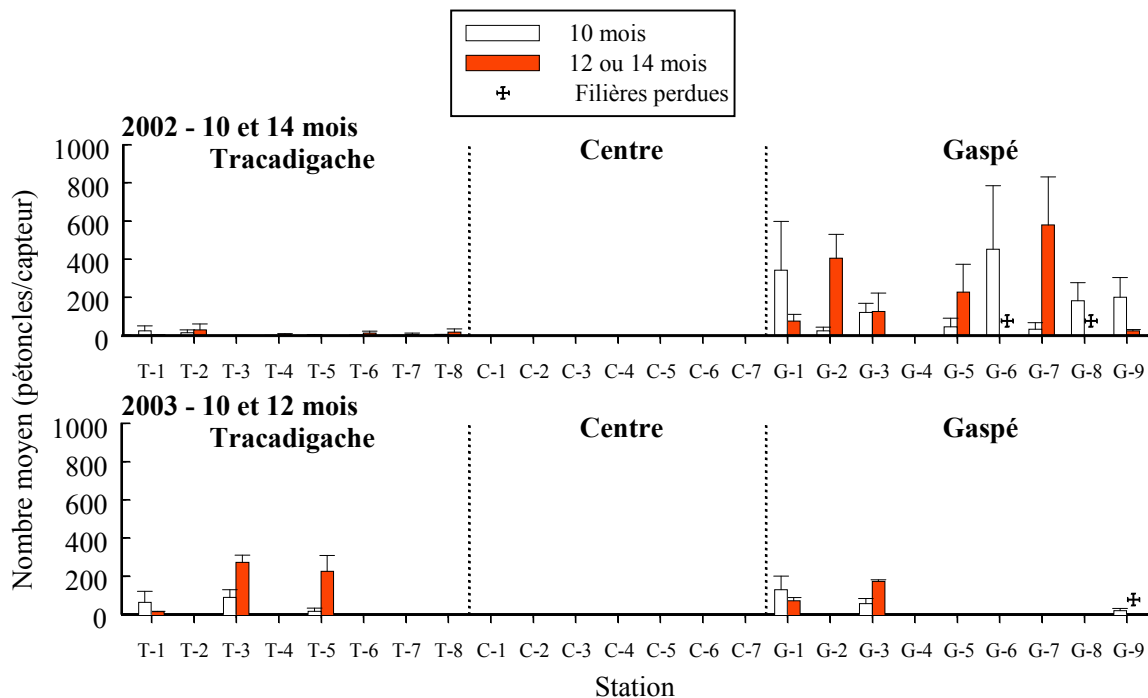 10 mois
12 ou 14 mois
Filières perdues
2002 - 10 et 14 mois
Tracadigache Centre Gaspé
1000
800
600
400
200
0
T-1 T-2 T-3 T-4 T-5 T-6 T-7 T-8 C-1 C-2 C-3 C-4 C-5 C-6 C-7 G-1 G-2 G-3 G-4 G-5 G-6 G-7 G-8 G-9
Nombre moyen (pétoncles/capteur)
2003 - 10 et 12 mois
Tracadigache Centre Gaspé
1000
800
600
400
200
0
T-1 T-2 T-3 T-4 T-5 T-6 T-7 T-8 C-1 C-2 C-3 C-4 C-5 C-6 C-7 G-1 G-2 G-3 G-4 G-5 G-6 G-7 G-8 G-9
Station